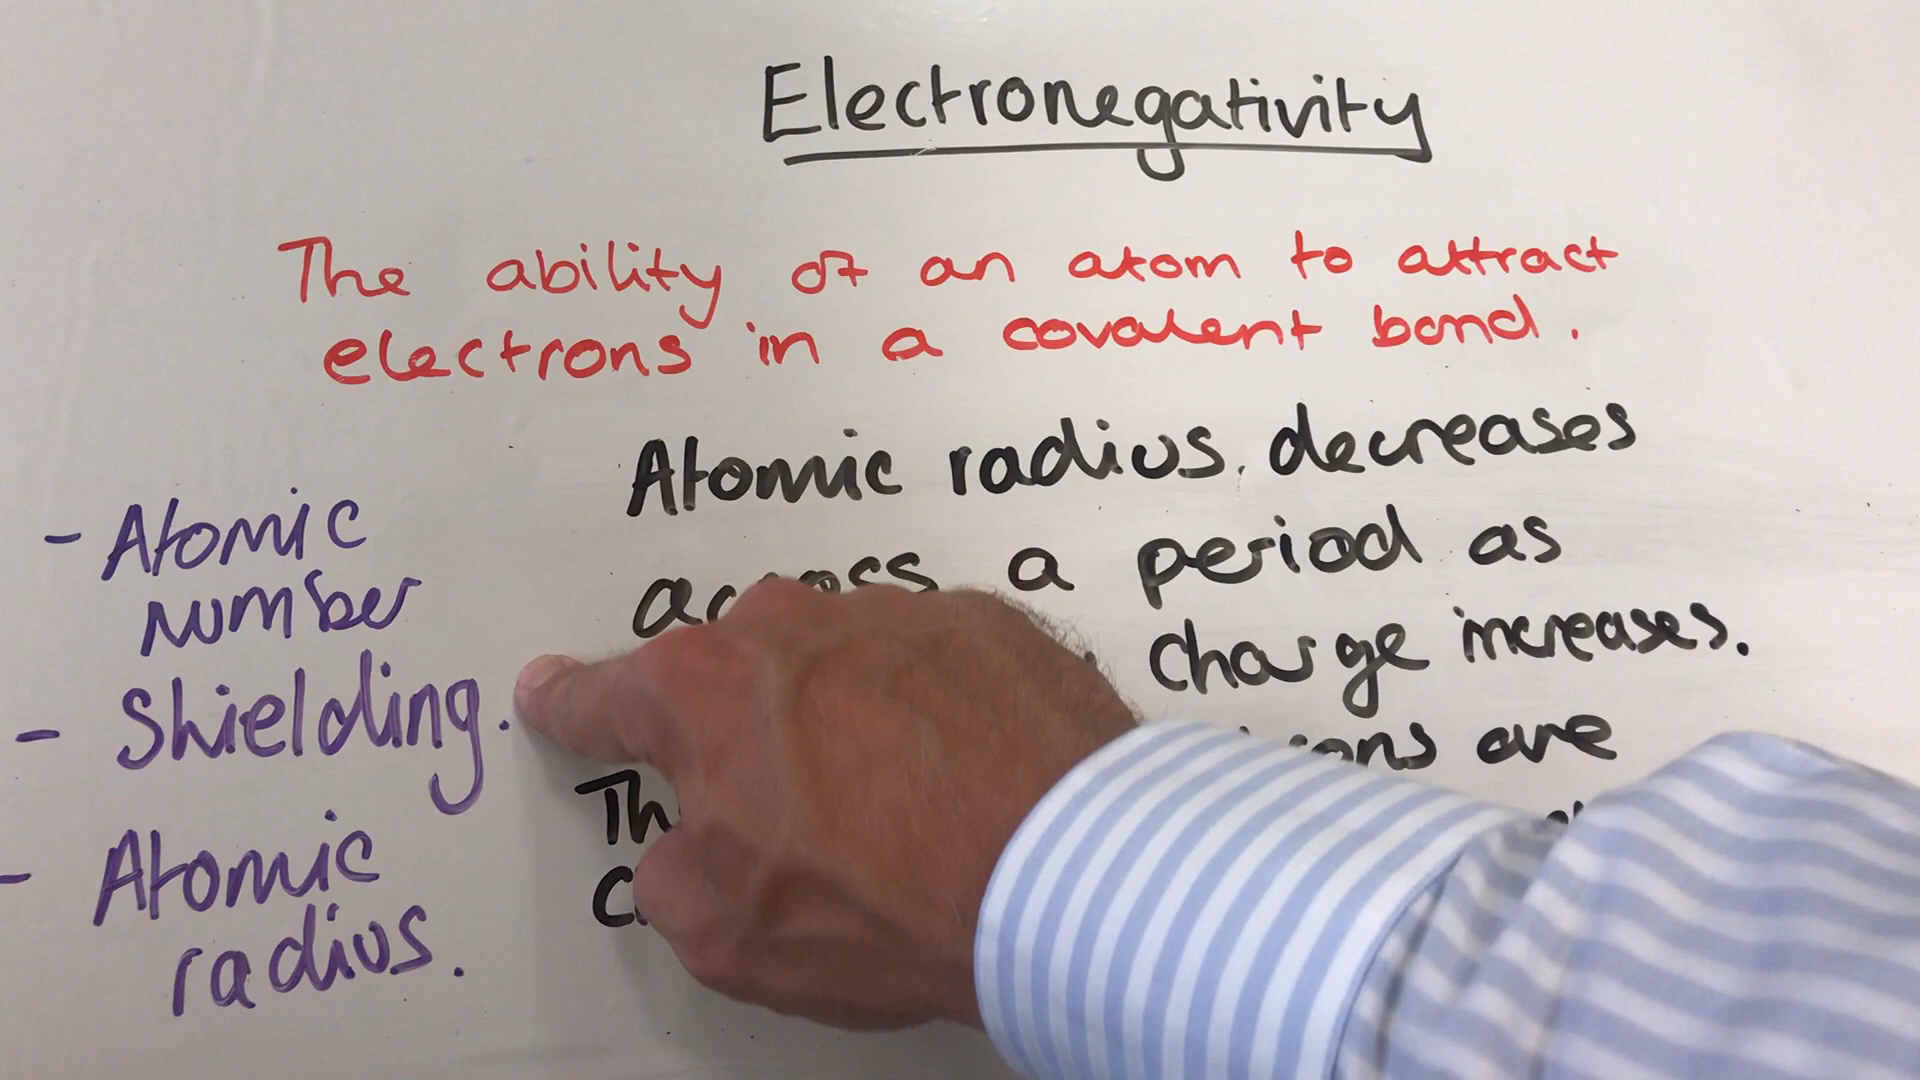 Electronegativity
The ability of an atom to attract
electrons in a covalent bond.
- Atomic
number
- Shielding.
- Atomic
radius.
Atomic radius decreases
across a period as
charge increases.
are